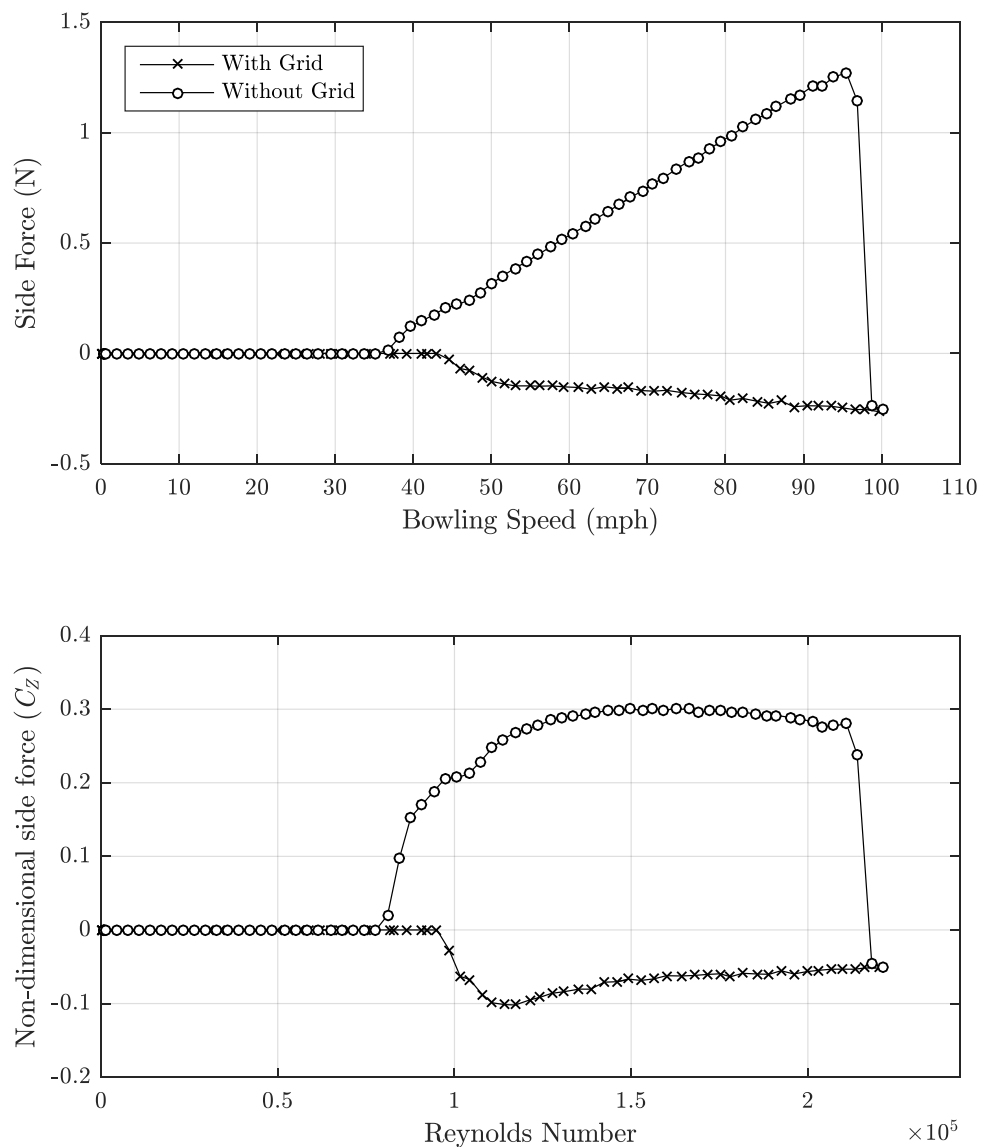 1.5
With Grid
Without Grid
1
0.5
0
-0.5
Side Force (N)
0 10 20 30 40 50 60 70 80 90 100 110
Bowling Speed (mph)
0.4
0.3
0.2
0.1
0
-0.1
-0.2
Non-dimensional side force (C_Z)
0 0.5 1 1.5 2
Reynolds Number ×10⁵